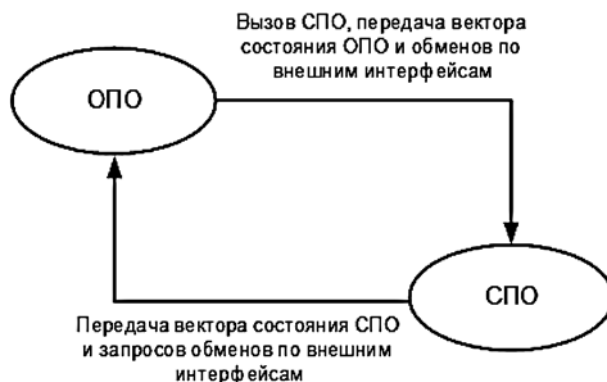 Вызов СПО, передача вектора
состояния ОПО и обменов по
внешним интерфейсам
ОПО
СПО
Передача вектора состояния СПО
и запросов обменов по внешним
интерфейсам